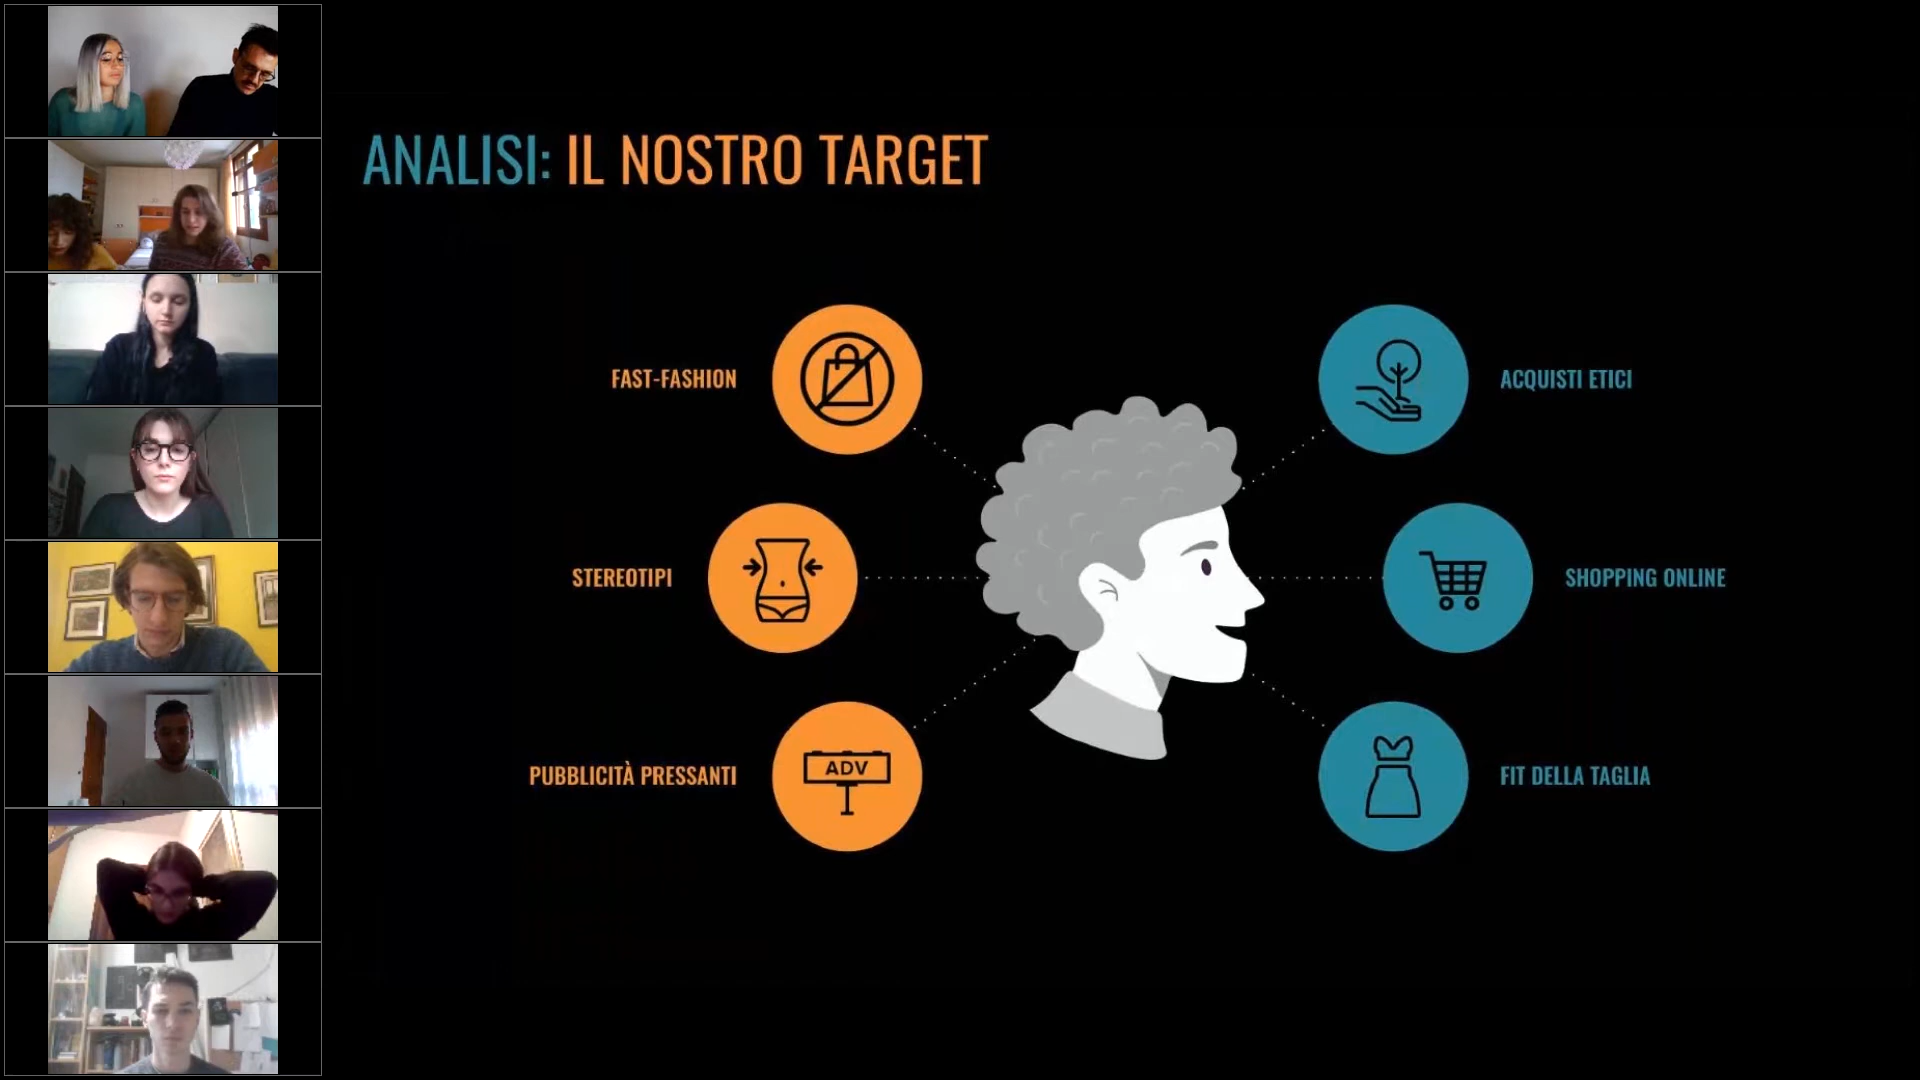 ANALISI: IL NOSTRO TARGET
FAST-FASHION
ACQUISTI ETICI
STEREOTIPI
SHOPPING ONLINE
PUBBLICITÀ PRESSANTI
ADV
FIT DELLA TAGLIA